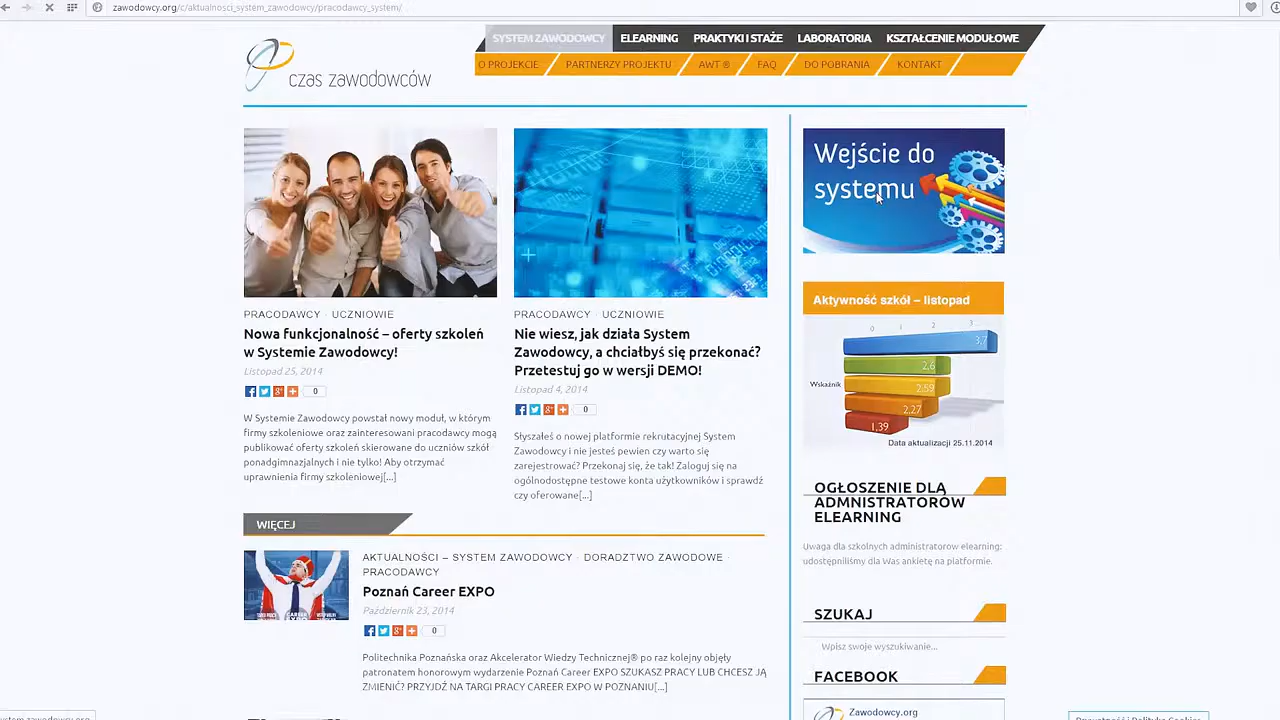 zawodowcy.org/c/aktualnosci_system_zawodowcy/pracodawcy_system/
SYSTEM ZAWODOWCY ELEARNING PRAKTYKI I STAŻE LABORATORIA KSZTAŁCENIE MODUŁOWE
O PROJEKCIE PARTNERZY PROJEKTU AWT ® FAQ DO POBRANIA KONTAKT
czas zawodowców
PRACODAWCY · UCZNIOWIE
Nowa funkcjonalność – oferty szkoleń
w Systemie Zawodowcy!
Listopad 25, 2014
0
W Systemie Zawodowcy powstał nowy moduł, w którym
firmy szkoleniowe oraz zainteresowani pracodawcy mogą
publikować oferty szkoleń skierowane do uczniów szkół
ponadgimnazjalnych i nie tylko! Aby otrzymać
uprawnienia firmy szkoleniowej[...]
PRACODAWCY · UCZNIOWIE
Nie wiesz, jak działa System
Zawodowcy, a chciałbyś się przekonać?
Przetestuj go w wersji DEMO!
Listopad 4, 2014
0
Słyszałeś o nowej platformie rekrutacyjnej System
Zawodowcy i nie jesteś pewien czy warto się
zarejestrować? Przekonaj się, że tak! Zaloguj się na
ogólnodostępne testowe konta użytkowników i sprawdź
czy oferowane[...]
WIĘCEJ
AKTUALNOŚCI – SYSTEM ZAWODOWCY · DORADZTWO ZAWODOWE ·
PRACODAWCY
Poznań Career EXPO
Październik 23, 2014
0
Politechnika Poznańska oraz Akcelerator Wiedzy Technicznej® po raz kolejny objęły
patronatem honorowym wydarzenie Poznań Career EXPO SZUKASZ PRACY LUB CHCESZ JĄ
ZMIENIĆ? PRZYJDŹ NA TARGI PRACY CAREER EXPO W POZNANIU[...]
Wejście do
systemu
Aktywność szkół – listopad
0 1 2 3
3,7
2,6
Wskaźnik
2,59
2,27
1,39
Data aktualizacji 25.11.2014
OGŁOSZENIE DLA
ADMNISTRATORÓW
ELEARNING
Uwaga dla szkolnych administratorow elearning:
udostępniliśmy dla Was ankietę na platformie.
SZUKAJ
Wpisz swoje wyszukiwanie...
FACEBOOK
Zawodowcy.org